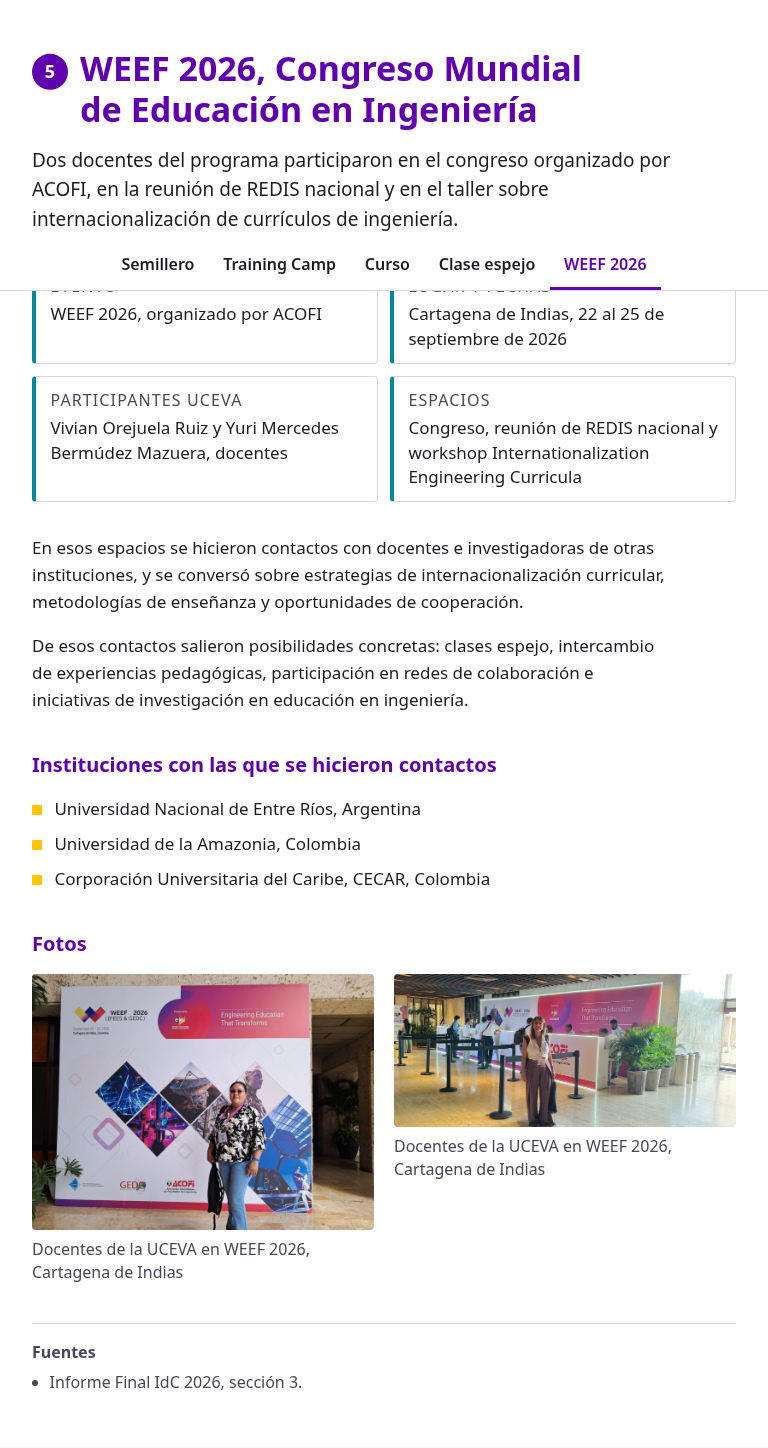 5
WEEF 2026, Congreso Mundial
de Educación en Ingeniería
Dos docentes del programa participaron en el congreso organizado por
ACOFI, en la reunión de REDIS nacional y en el taller sobre
internacionalización de currículos de ingeniería.
Semillero Training Camp Curso Clase espejo WEEF 2026
WEEF 2026, organizado por ACOFI
Cartagena de Indias, 22 al 25 de
septiembre de 2026
PARTICIPANTES UCEVA
Vivian Orejuela Ruiz y Yuri Mercedes
Bermúdez Mazuera, docentes
ESPACIOS
Congreso, reunión de REDIS nacional y
workshop Internationalization
Engineering Curricula
En esos espacios se hicieron contactos con docentes e investigadoras de otras
instituciones, y se conversó sobre estrategias de internacionalización curricular,
metodologías de enseñanza y oportunidades de cooperación.
De esos contactos salieron posibilidades concretas: clases espejo, intercambio
de experiencias pedagógicas, participación en redes de colaboración e
iniciativas de investigación en educación en ingeniería.
Instituciones con las que se hicieron contactos
Universidad Nacional de Entre Ríos, Argentina
Universidad de la Amazonia, Colombia
Corporación Universitaria del Caribe, CECAR, Colombia
Fotos
WEEF 2026
Engineering Education
That Transforms
ACOFI
WEEF 2026
Engineering Education
That Transforms
ACOFI
Docentes de la UCEVA en WEEF 2026,
Cartagena de Indias
Docentes de la UCEVA en WEEF 2026,
Cartagena de Indias
Fuentes
Informe Final IdC 2026, sección 3.